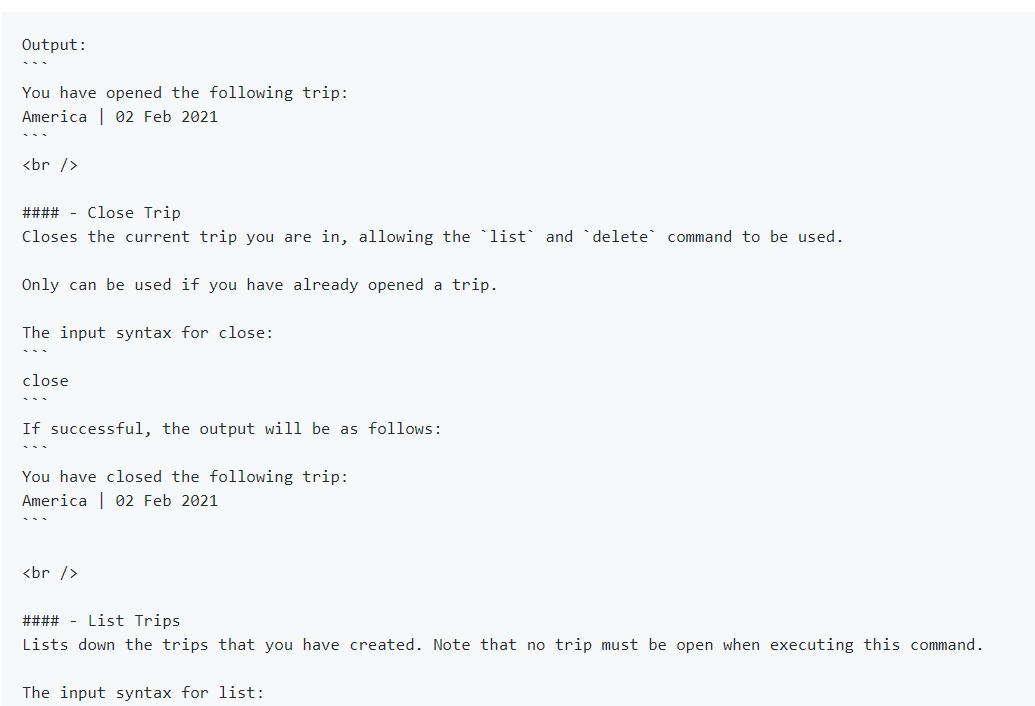 Output:
```
You have opened the following trip:
America | 02 Feb 2021
```
<br />
#### - Close Trip
Closes the current trip you are in, allowing the `list` and `delete` command to be used.
Only can be used if you have already opened a trip.
The input syntax for close:
```
close
```
If successful, the output will be as follows:
```
You have closed the following trip:
America | 02 Feb 2021
```
<br />
#### - List Trips
Lists down the trips that you have created. Note that no trip must be open when executing this command.
The input syntax for list: